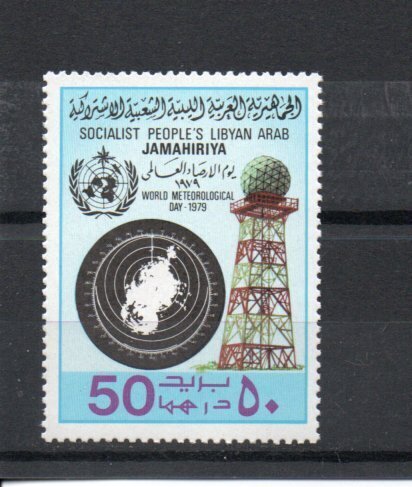 الجماهيرية العربية الليبية الشعبية الاشتراكية
SOCIALIST PEOPLE'S LIBYAN ARAB
JAMAHIRIYA
يوم الارصاد العالمى
١٩٧٩
WORLD METEOROLOGICAL
DAY - 1979
50 بريد ٥٠
درهما